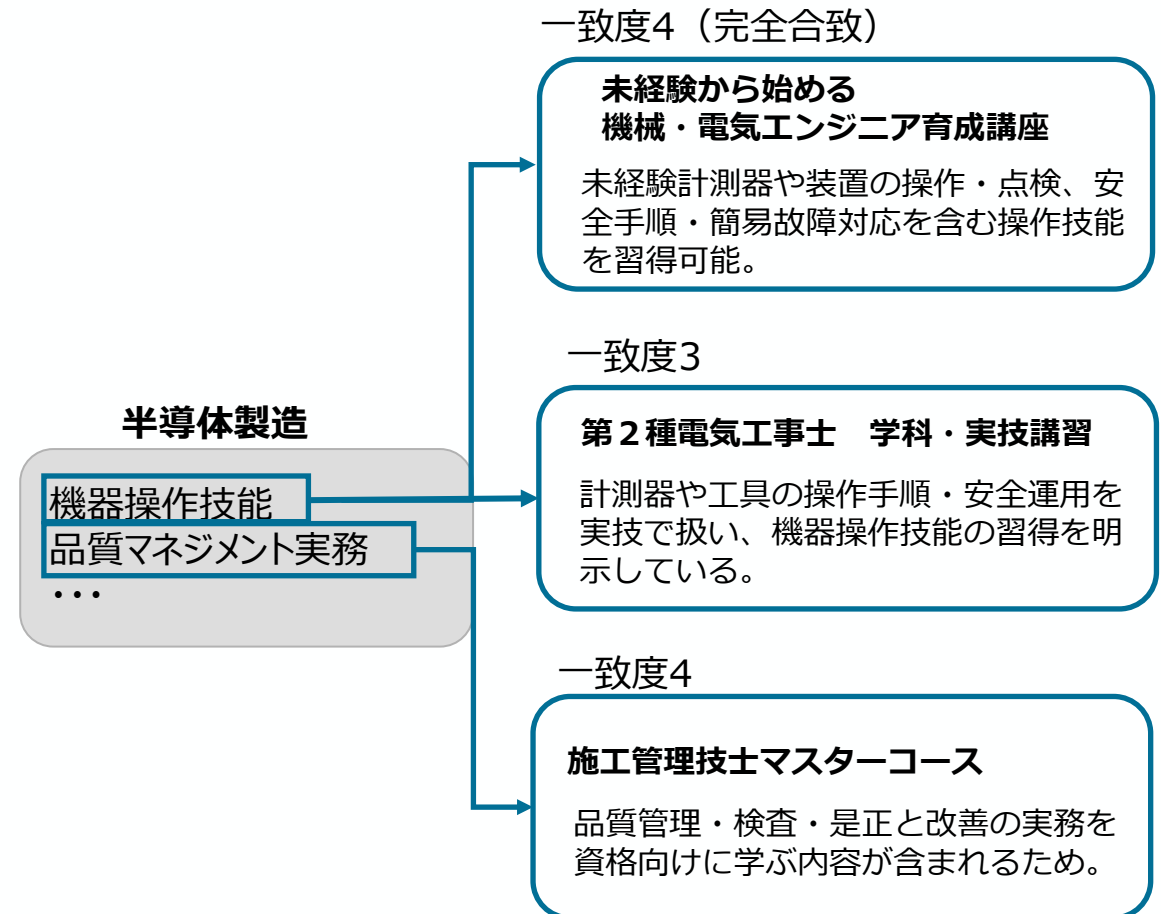 一致度4（完全合致）
未経験から始める
機械・電気エンジニア育成講座
未経験計測器や装置の操作・点検、安
全手順・簡易故障対応を含む操作技能
を習得可能。
一致度3
第２種電気工事士　学科・実技講習
計測器や工具の操作手順・安全運用を
実技で扱い、機器操作技能の習得を明
示している。
半導体製造
機器操作技能
品質マネジメント実務
・・・
一致度4
施工管理技士マスターコース
品質管理・検査・是正と改善の実務を
資格向けに学ぶ内容が含まれるため。